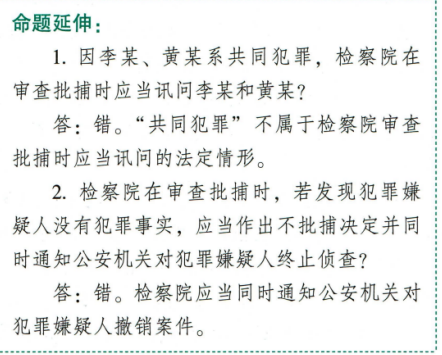 命题延伸：
1. 因李某、黄某系共同犯罪，检察院在
审查批捕时应当讯问李某和黄某？
答：错。“共同犯罪”不属于检察院审查
批捕时应当讯问的法定情形。
2. 检察院在审查批捕时，若发现犯罪嫌
疑人没有犯罪事实，应当作出不批捕决定并同
时通知公安机关对犯罪嫌疑人终止侦查？
答：错。检察院应当同时通知公安机关对
犯罪嫌疑人撤销案件。